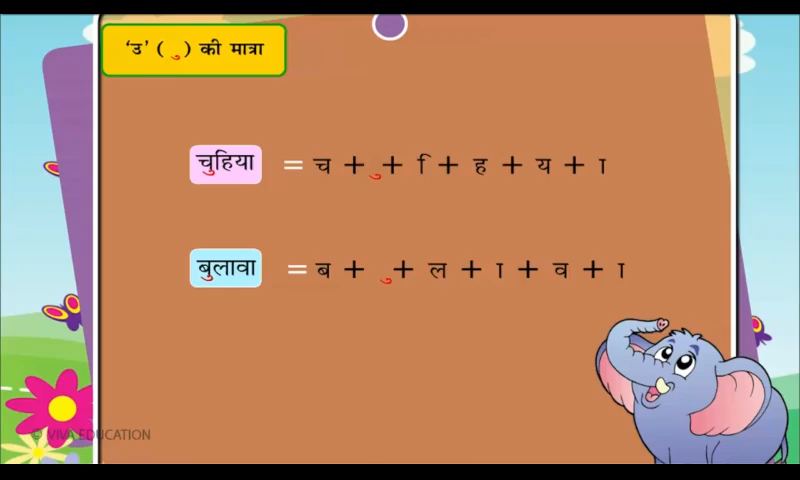 ‘उ’ ( ु ) की मात्रा
चुहिया = च + ु + ि + ह + य + ा
बुलावा = ब + ु + ल + ा + व + ा
© VIVA EDUCATION